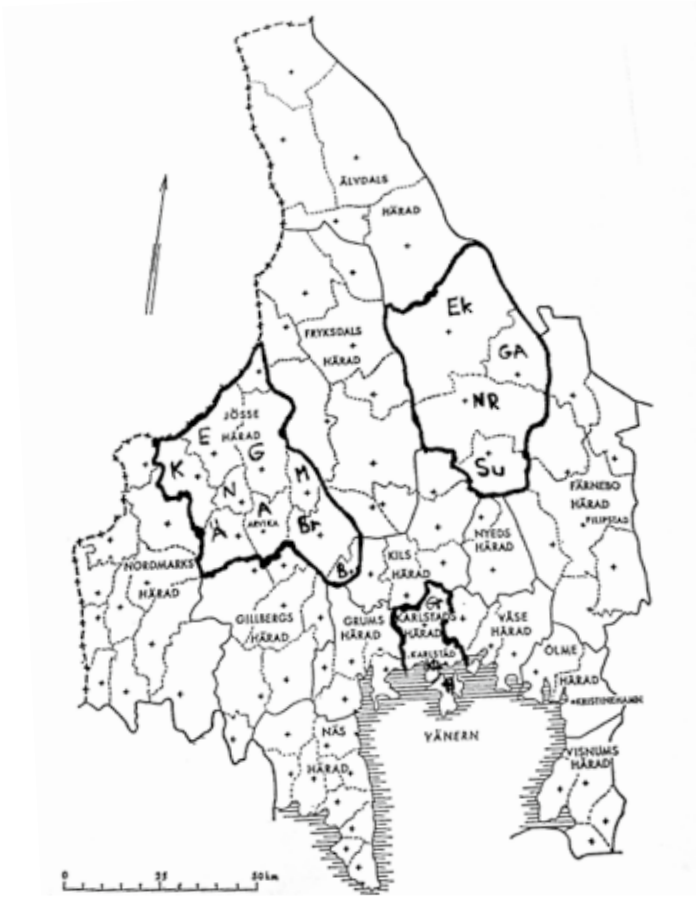 ÄLVDALS
HÄRAD
Ek
FRYKSDALS
HÄRAD
GA
NR
JÖSSE
HÄRAD
E
G
K
M
Su
N
A
ARVIKA
Br
Ä
FÄRNEBO
HÄRAD
FILIPSTAD
NYEDS
HÄRAD
KILS
HÄRAD
B.
NORDMARKS
HÄRAD
Gr
GILLBERGS
HÄRAD
GRUMS
HÄRAD
KARLSTADS
HÄRAD
VÄSE
HÄRAD
KARLSTAD
ÖLME
HÄRAD
H
KRISTINEHAMN
NÄS
HÄRAD
VÄNERN
VISNUMS
HÄRAD
0 25 50 km